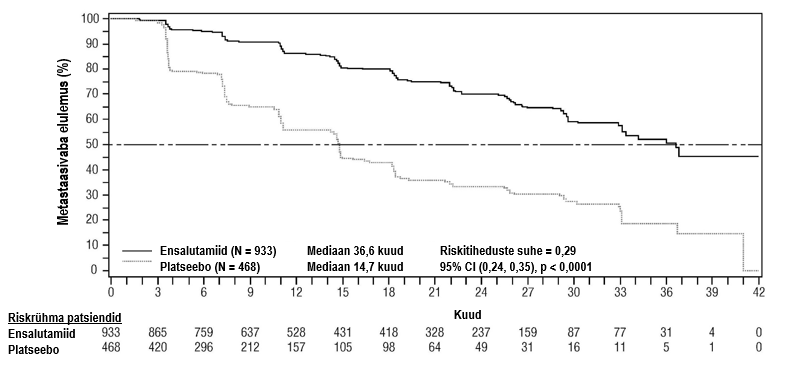 Metastaasivaba elulemus (%)
100
90
80
70
60
50
40
30
20
10
0
Ensalutamiid (N = 933) Mediaan 36,6 kuud Riskitiheduste suhe = 0,29
Platseebo (N = 468) Mediaan 14,7 kuud 95% CI (0,24, 0,35), p < 0,0001
0 3 6 9 12 15 18 21 24 27 30 33 36 39 42
Kuud
Riskrühma patsiendid
Ensalutamiid 933 865 759 637 528 431 418 328 237 159 87 77 31 4 0
Platseebo 468 420 296 212 157 105 98 64 49 31 16 11 5 1 0